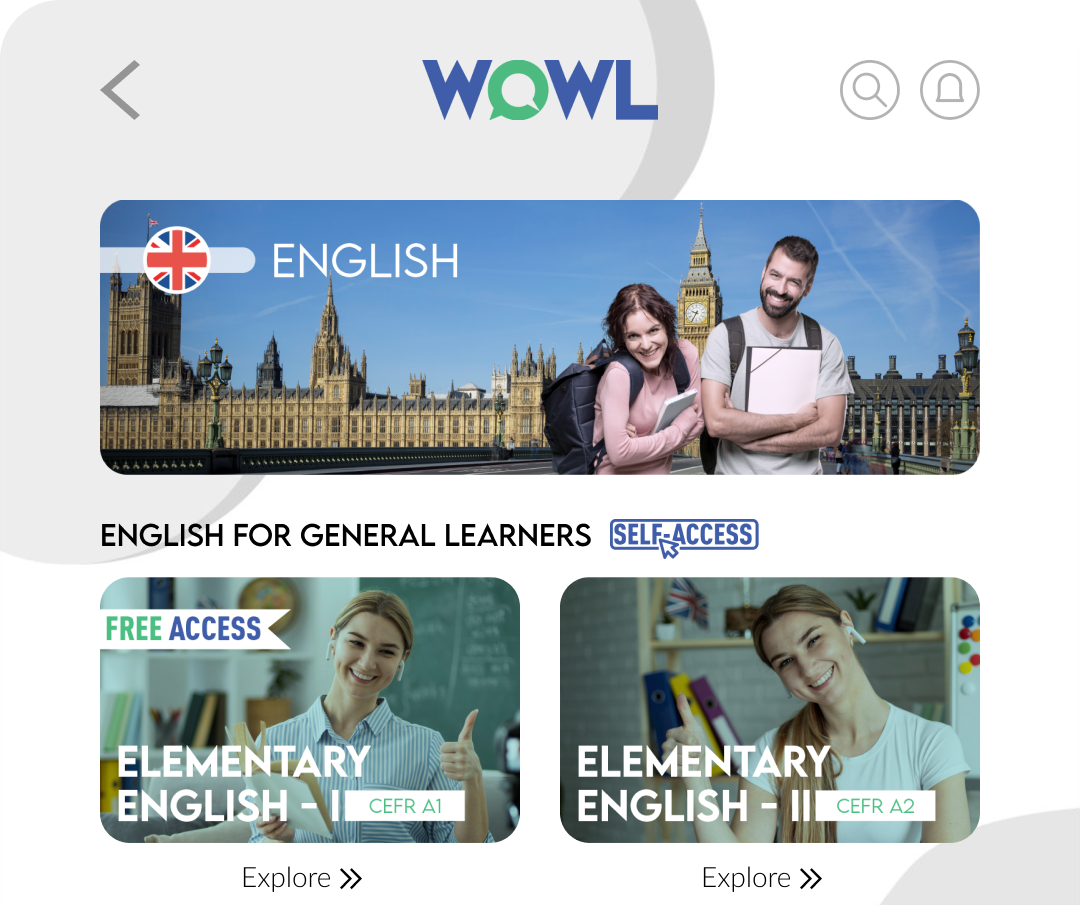 WOWL
ENGLISH
ENGLISH FOR GENERAL LEARNERS SELF-ACCESS
FREE ACCESS
ELEMENTARY
ENGLISH - I CEFR A1
ELEMENTARY
ENGLISH - II CEFR A2
Explore
Explore